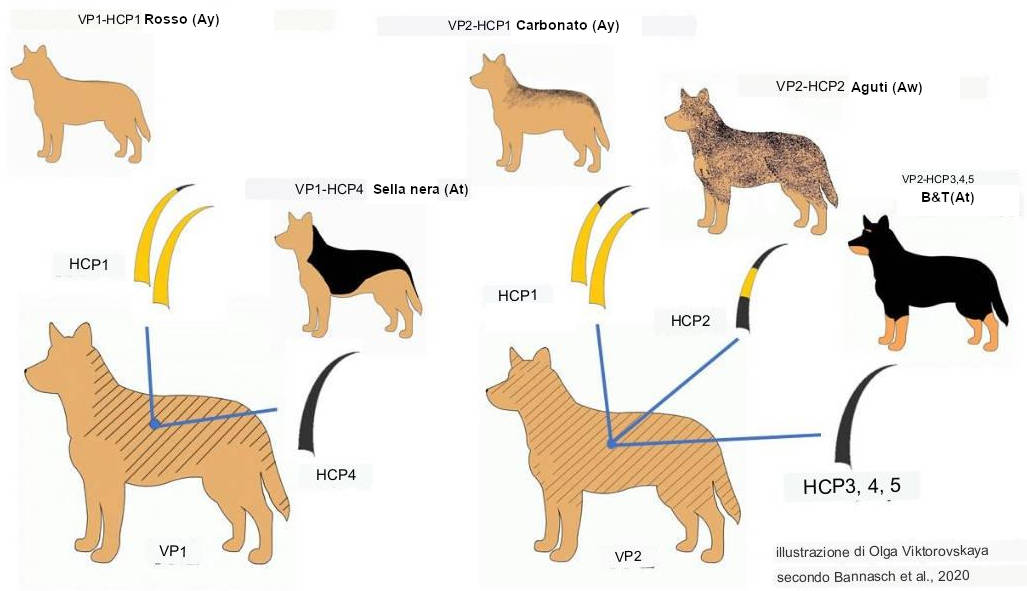 VP1-HCP1 Rosso (Ay)
VP2-HCP1 Carbonato (Ay)
VP2-HCP2 Aguti (Aw)
VP1-HCP4 Sella nera (At)
VP2-HCP3,4,5
B&T(At)
HCP1
HCP1
HCP2
HCP4
HCP3, 4, 5
VP1
VP2
illustrazione di Olga Viktorovskaya
secondo Bannasch et al., 2020